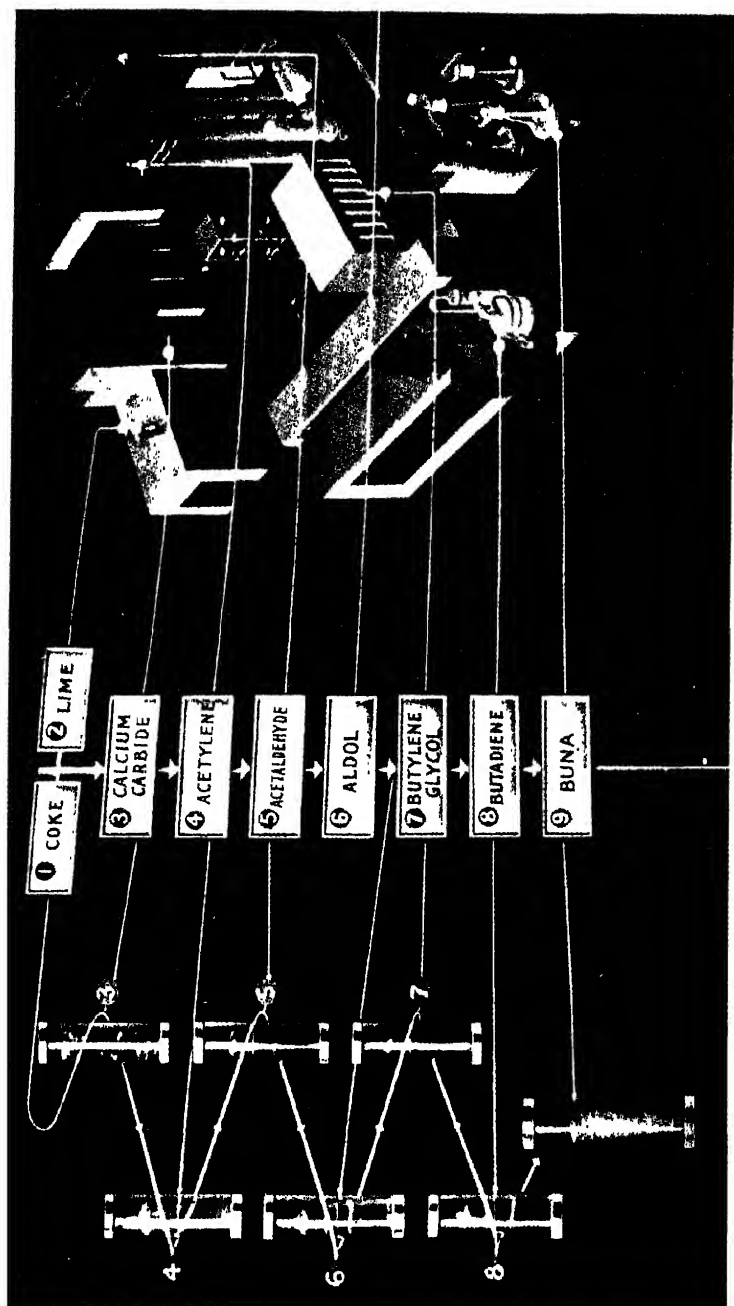 1 COKE
2 LIME
3 CALCIUM
CARBIDE
4 ACETYLENE
5 ACETALDEHYDE
6 ALDOL
7 BUTYLENE
GLYCOL
8 BUTADIENE
9 BUNA
3
5
7
4
6
8